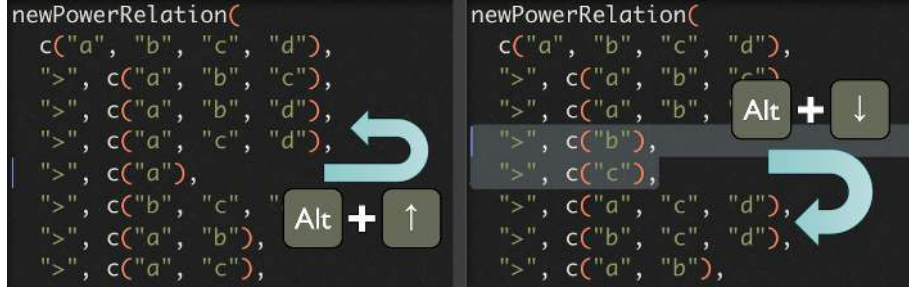 newPowerRelation(
c("a", "b", "c", "d"),
">", c("a", "b", "c"),
">", c("a", "b", "d"),
">", c("a", "c", "d"),
">", c("a"),
">", c("b", "c", "
">", c("a", "b"),
">", c("a", "c"),
Alt + ↑
newPowerRelation(
c("a", "b", "c", "d"),
">", c("a", "b", "c")
">", c("a", "b",
">", c("b"),
">", c("c"),
">", c("a", "c", "d"),
">", c("b", "c", "d"),
">", c("a", "b"),
Alt + ↓